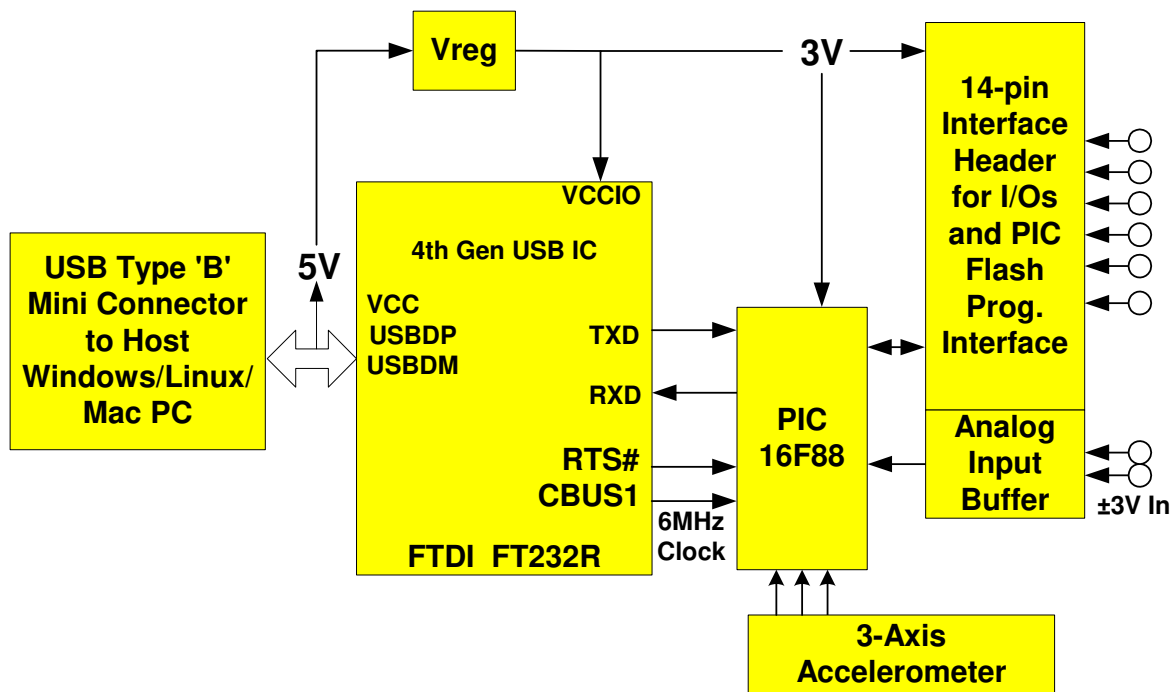 Vreg
3V
5V
USB Type 'B'
Mini Connector
to Host
Windows/Linux/
Mac PC
VCCIO
4th Gen USB IC
VCC
USBDP
USBDM
TXD
RXD
RTS#
CBUS1
FTDI FT232R
6MHz
Clock
PIC
16F88
14-pin
Interface
Header
for I/Os
and PIC
Flash
Prog.
Interface
Analog
Input
Buffer
±3V In
3-Axis
Accelerometer